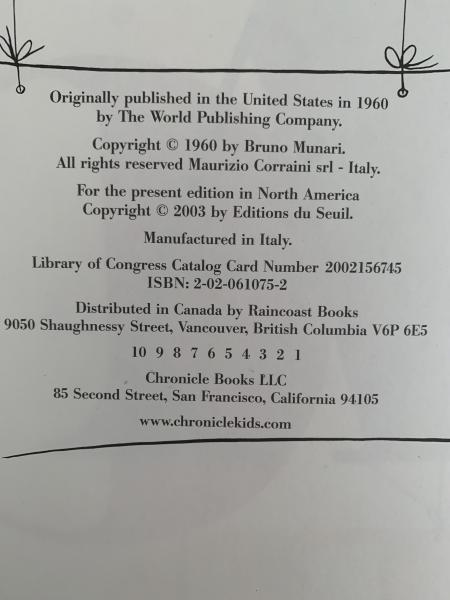 Originally published in the United States in 1960
by The World Publishing Company.
Copyright © 1960 by Bruno Munari.
All rights reserved Maurizio Corraini srl - Italy.
For the present edition in North America
Copyright © 2003 by Editions du Seuil.
Manufactured in Italy.
Library of Congress Catalog Card Number 2002156745
ISBN: 2-02-061075-2
Distributed in Canada by Raincoast Books
9050 Shaughnessy Street, Vancouver, British Columbia V6P 6E5
10 9 8 7 6 5 4 3 2 1
Chronicle Books LLC
85 Second Street, San Francisco, California 94105
www.chroniclekids.com